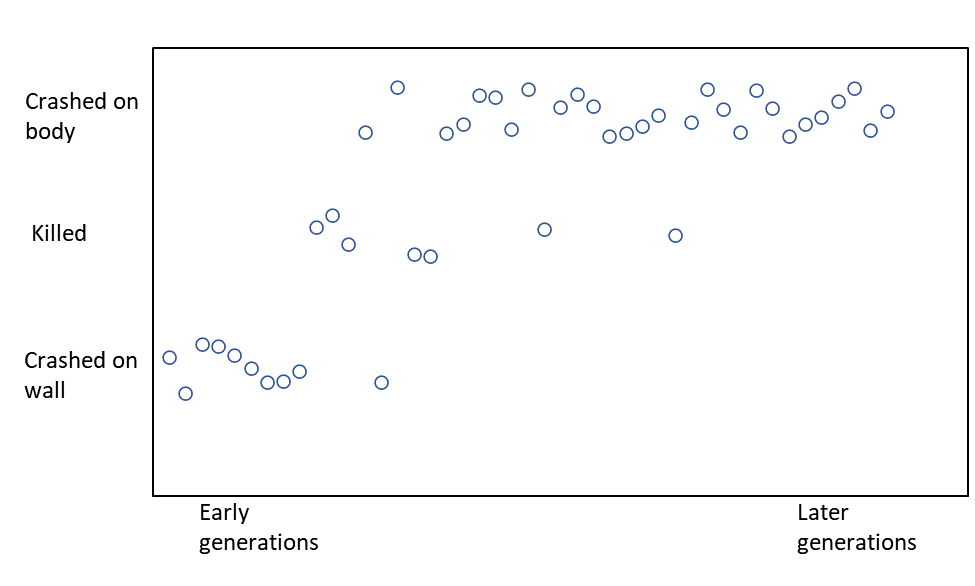 Crashed on
body
Killed
Crashed on
wall
Early
generations
Later
generations